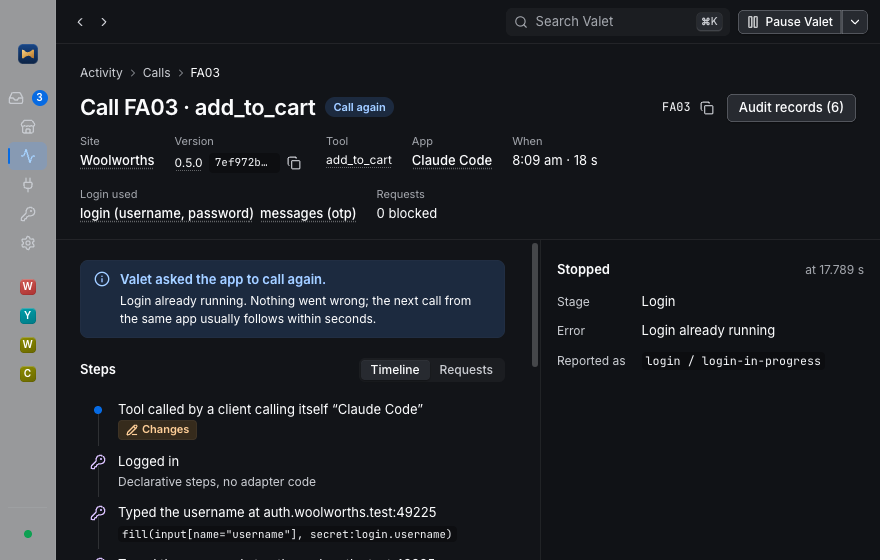 Search Valet
⌘K
Pause Valet
3
Activity
Calls
FA03
Call FA03 · add_to_cart
Call again
FA03
Audit records (6)
Site
Version
Tool
App
When
Woolworths
0.5.0
7ef972b…
add_to_cart
Claude Code
8:09 am · 18 s
Login used
Requests
login (username, password)
messages (otp)
0 blocked
Valet asked the app to call again.
Login already running. Nothing went wrong; the next call from
the same app usually follows within seconds.
Steps
Timeline
Requests
Tool called by a client calling itself “Claude Code”
Changes
Logged in
Declarative steps, no adapter code
Typed the username at auth.woolworths.test:49225
fill(input[name="username"], secret:login.username)
Stopped
at 17.789 s
Stage
Login
Error
Login already running
Reported as
login / login-in-progress
W
Y
W
C